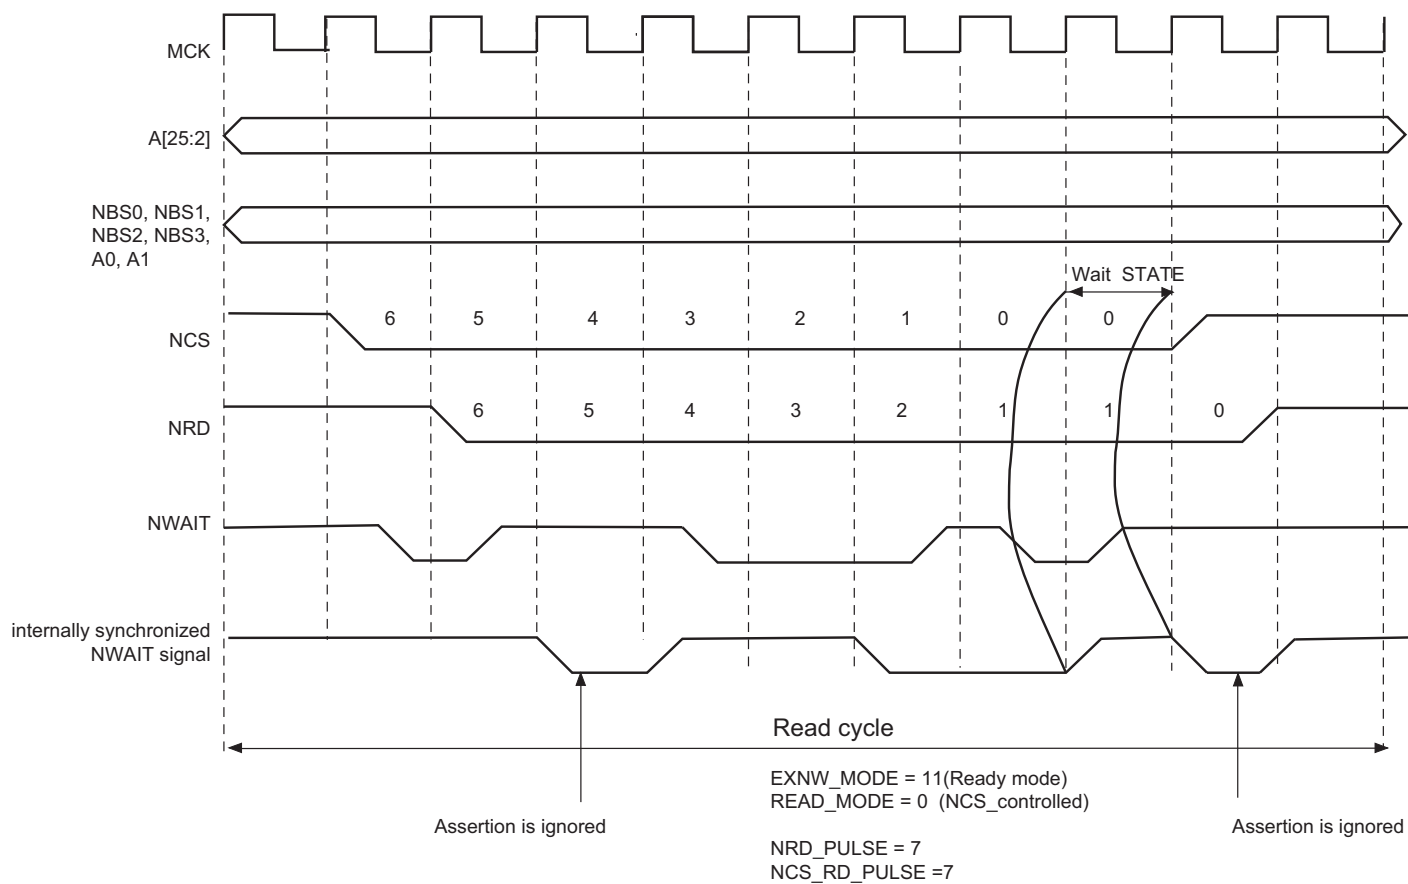 MCK
A[25:2]
NBS0, NBS1,
NBS2, NBS3,
A0, A1
Wait STATE
NCS
6 5 4 3 2 1 0 0
NRD
6 5 4 3 2 1 1 0
NWAIT
internally synchronized
NWAIT signal
Read cycle
EXNW_MODE = 11(Ready mode)
READ_MODE = 0 (NCS_controlled)
Assertion is ignored
Assertion is ignored
NRD_PULSE = 7
NCS_RD_PULSE =7